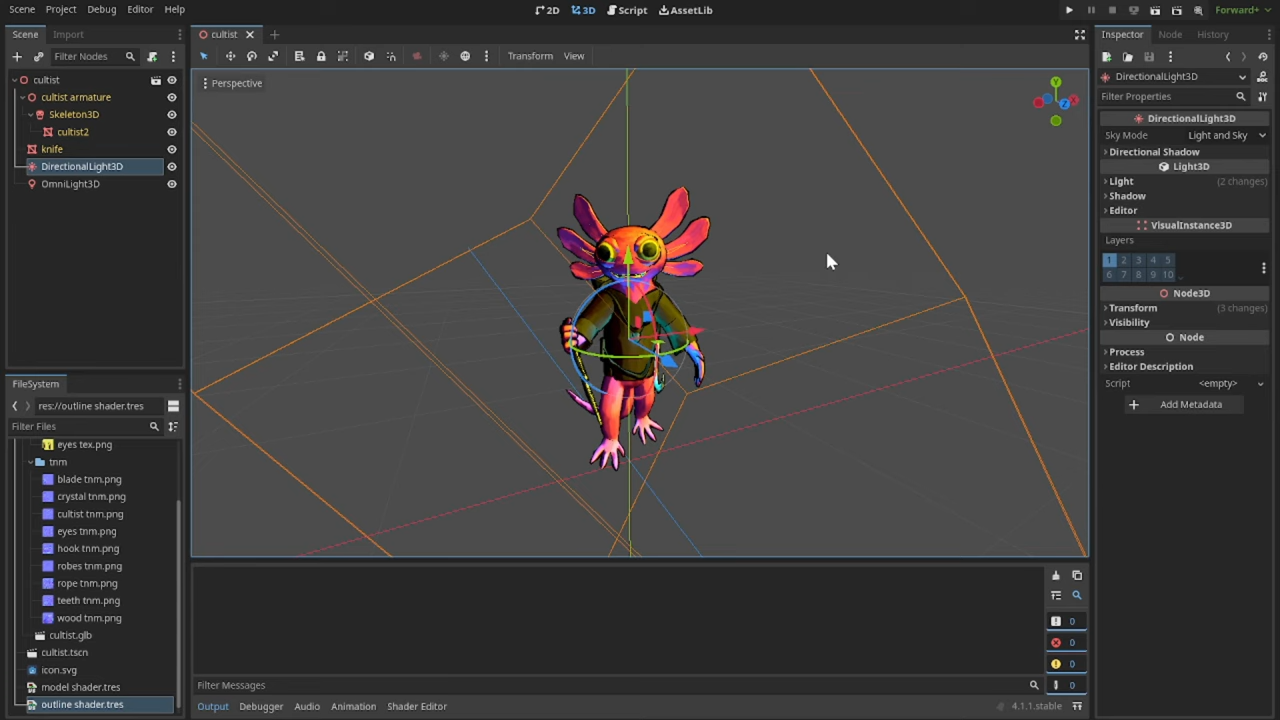 Scene Project Debug Editor Help
2D 3D Script AssetLib
Forward+
Scene Import
cultist
Inspector Node History
Filter Nodes
Transform View
cultist
cultist armature
Skeleton3D
cultist2
knife
DirectionalLight3D
OmniLight3D
Perspective
Y
Z
X
DirectionalLight3D
Filter Properties
DirectionalLight3D
Sky Mode Light and Sky
Directional Shadow
Light3D
Light (2 changes)
Shadow
Editor
VisualInstance3D
Layers
1 2 3 4 5
6 7 8 9 10
Node3D
Transform (3 changes)
Visibility
Node
Process
Editor Description
Script <empty>
Add Metadata
FileSystem
res://outline shader.tres
Filter Files
eyes tex.png
tnm
blade tnm.png
crystal tnm.png
cultist tnm.png
eyes tnm.png
hook tnm.png
robes tnm.png
rope tnm.png
teeth tnm.png
wood tnm.png
cultist.glb
cultist.tscn
icon.svg
model shader.tres
outline shader.tres
0
0
0
0
Filter Messages
Output Debugger Audio Animation Shader Editor
4.1.1.stable